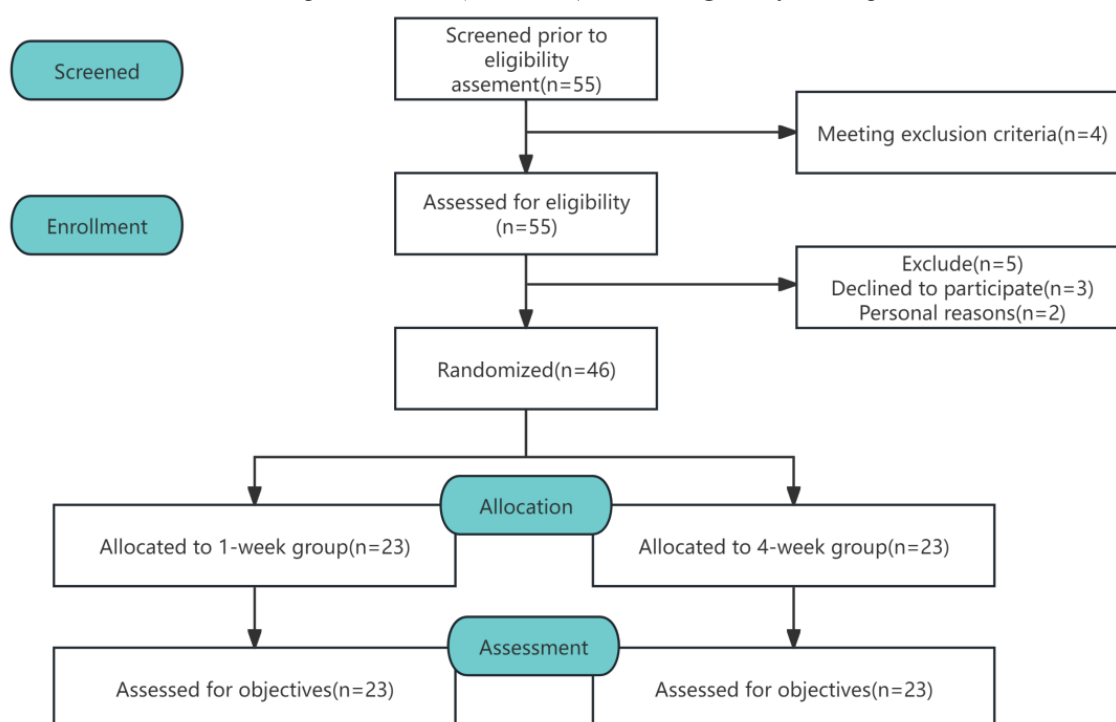 Screened
Screened prior to
eligibility
assement(n=55)
Meeting exclusion criteria(n=4)
Enrollment
Assessed for eligibility
(n=55)
Exclude(n=5)
Declined to participate(n=3)
Personal reasons(n=2)
Randomized(n=46)
Allocation
Allocated to 1-week group(n=23)
Allocated to 4-week group(n=23)
Assessment
Assessed for objectives(n=23)
Assessed for objectives(n=23)